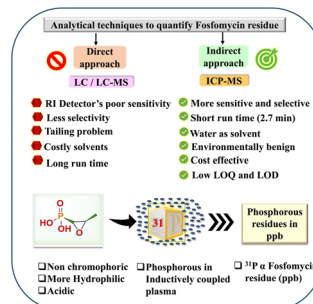 Analytical techniques to quantify Fosfomycin residue
Direct
approach
Indirect
approach
LC / LC-MS
ICP-MS
RI Detector's poor sensitivity
Less selectivity
Tailing problem
Costly solvents
Long run time
More sensitive and selective
Short run time (2.7 min)
Water as solvent
Environmentally benign
Cost effective
Low LOQ and LOD
O
HO
P
OH
O
31
P
Phosphorous
residues in
ppb
Non chromophoric
More Hydrophilic
Acidic
Phosphorous in
Inductively coupled
plasma
³¹P α Fosfomycin
residue (ppb)